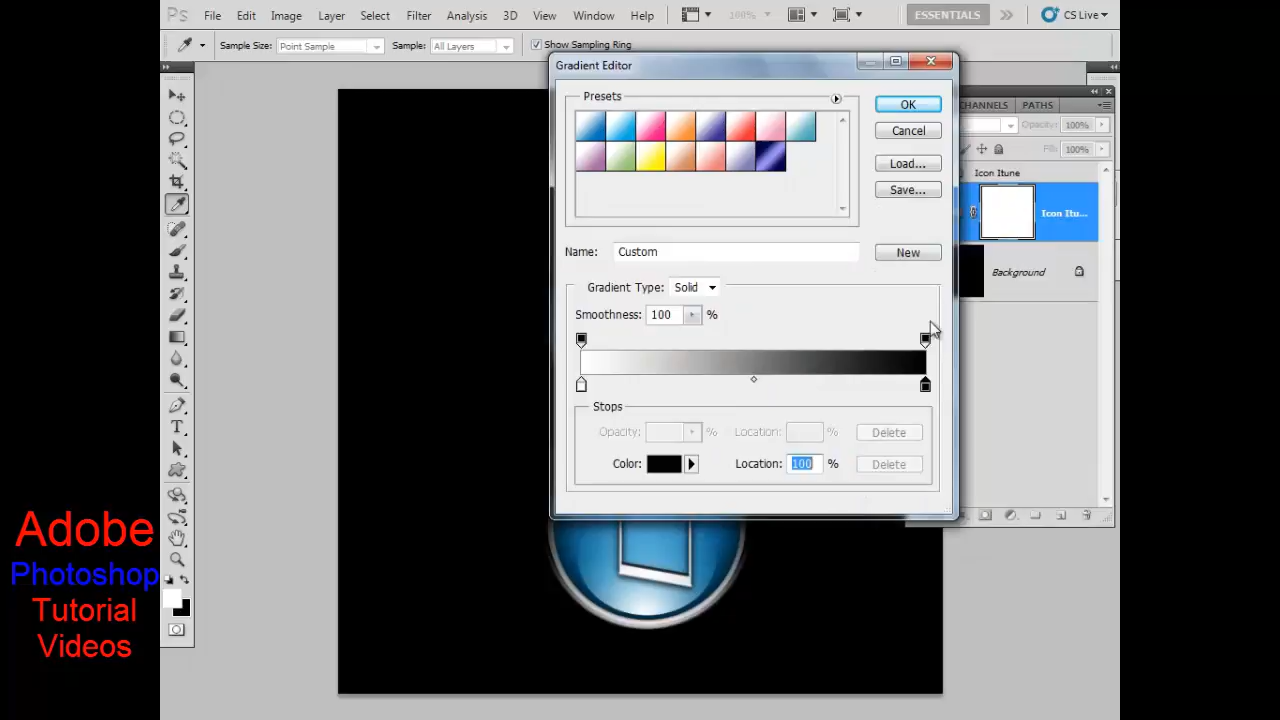 Ps File Edit Image Layer Select Filter Analysis 3D View Window Help 100% ESSENTIALS CS Live
Sample Size: Point Sample Sample: All Layers Show Sampling Ring
Gradient Editor
Presets
OK
Cancel
Load...
Save...
Name: Custom New
Gradient Type: Solid
Smoothness: 100 %
Stops
Opacity: % Location: % Delete
Color: Location: 100 % Delete
CHANNELS PATHS
Opacity: 100%
Fill: 100%
Icon Itune
Icon Itu...
Background
Adobe
Photoshop
Tutorial
Videos